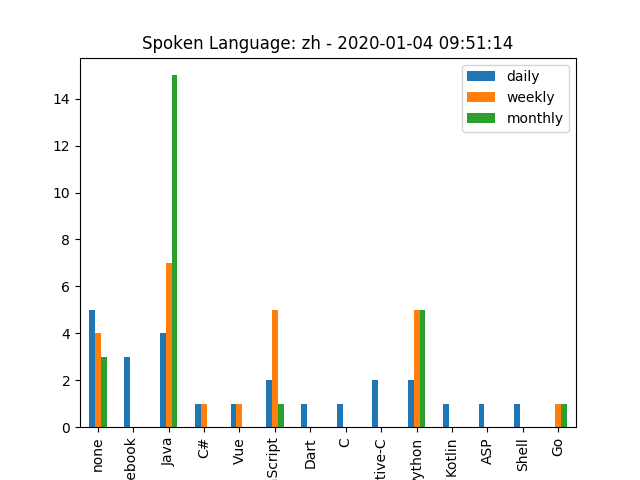 Spoken Language: zh - 2020-01-04 09:51:14
daily
weekly
monthly
14
12
10
8
6
4
2
0
none
ebook
Java
C#
Vue
Script
Dart
C
tive-C
ython
Kotlin
ASP
Shell
Go